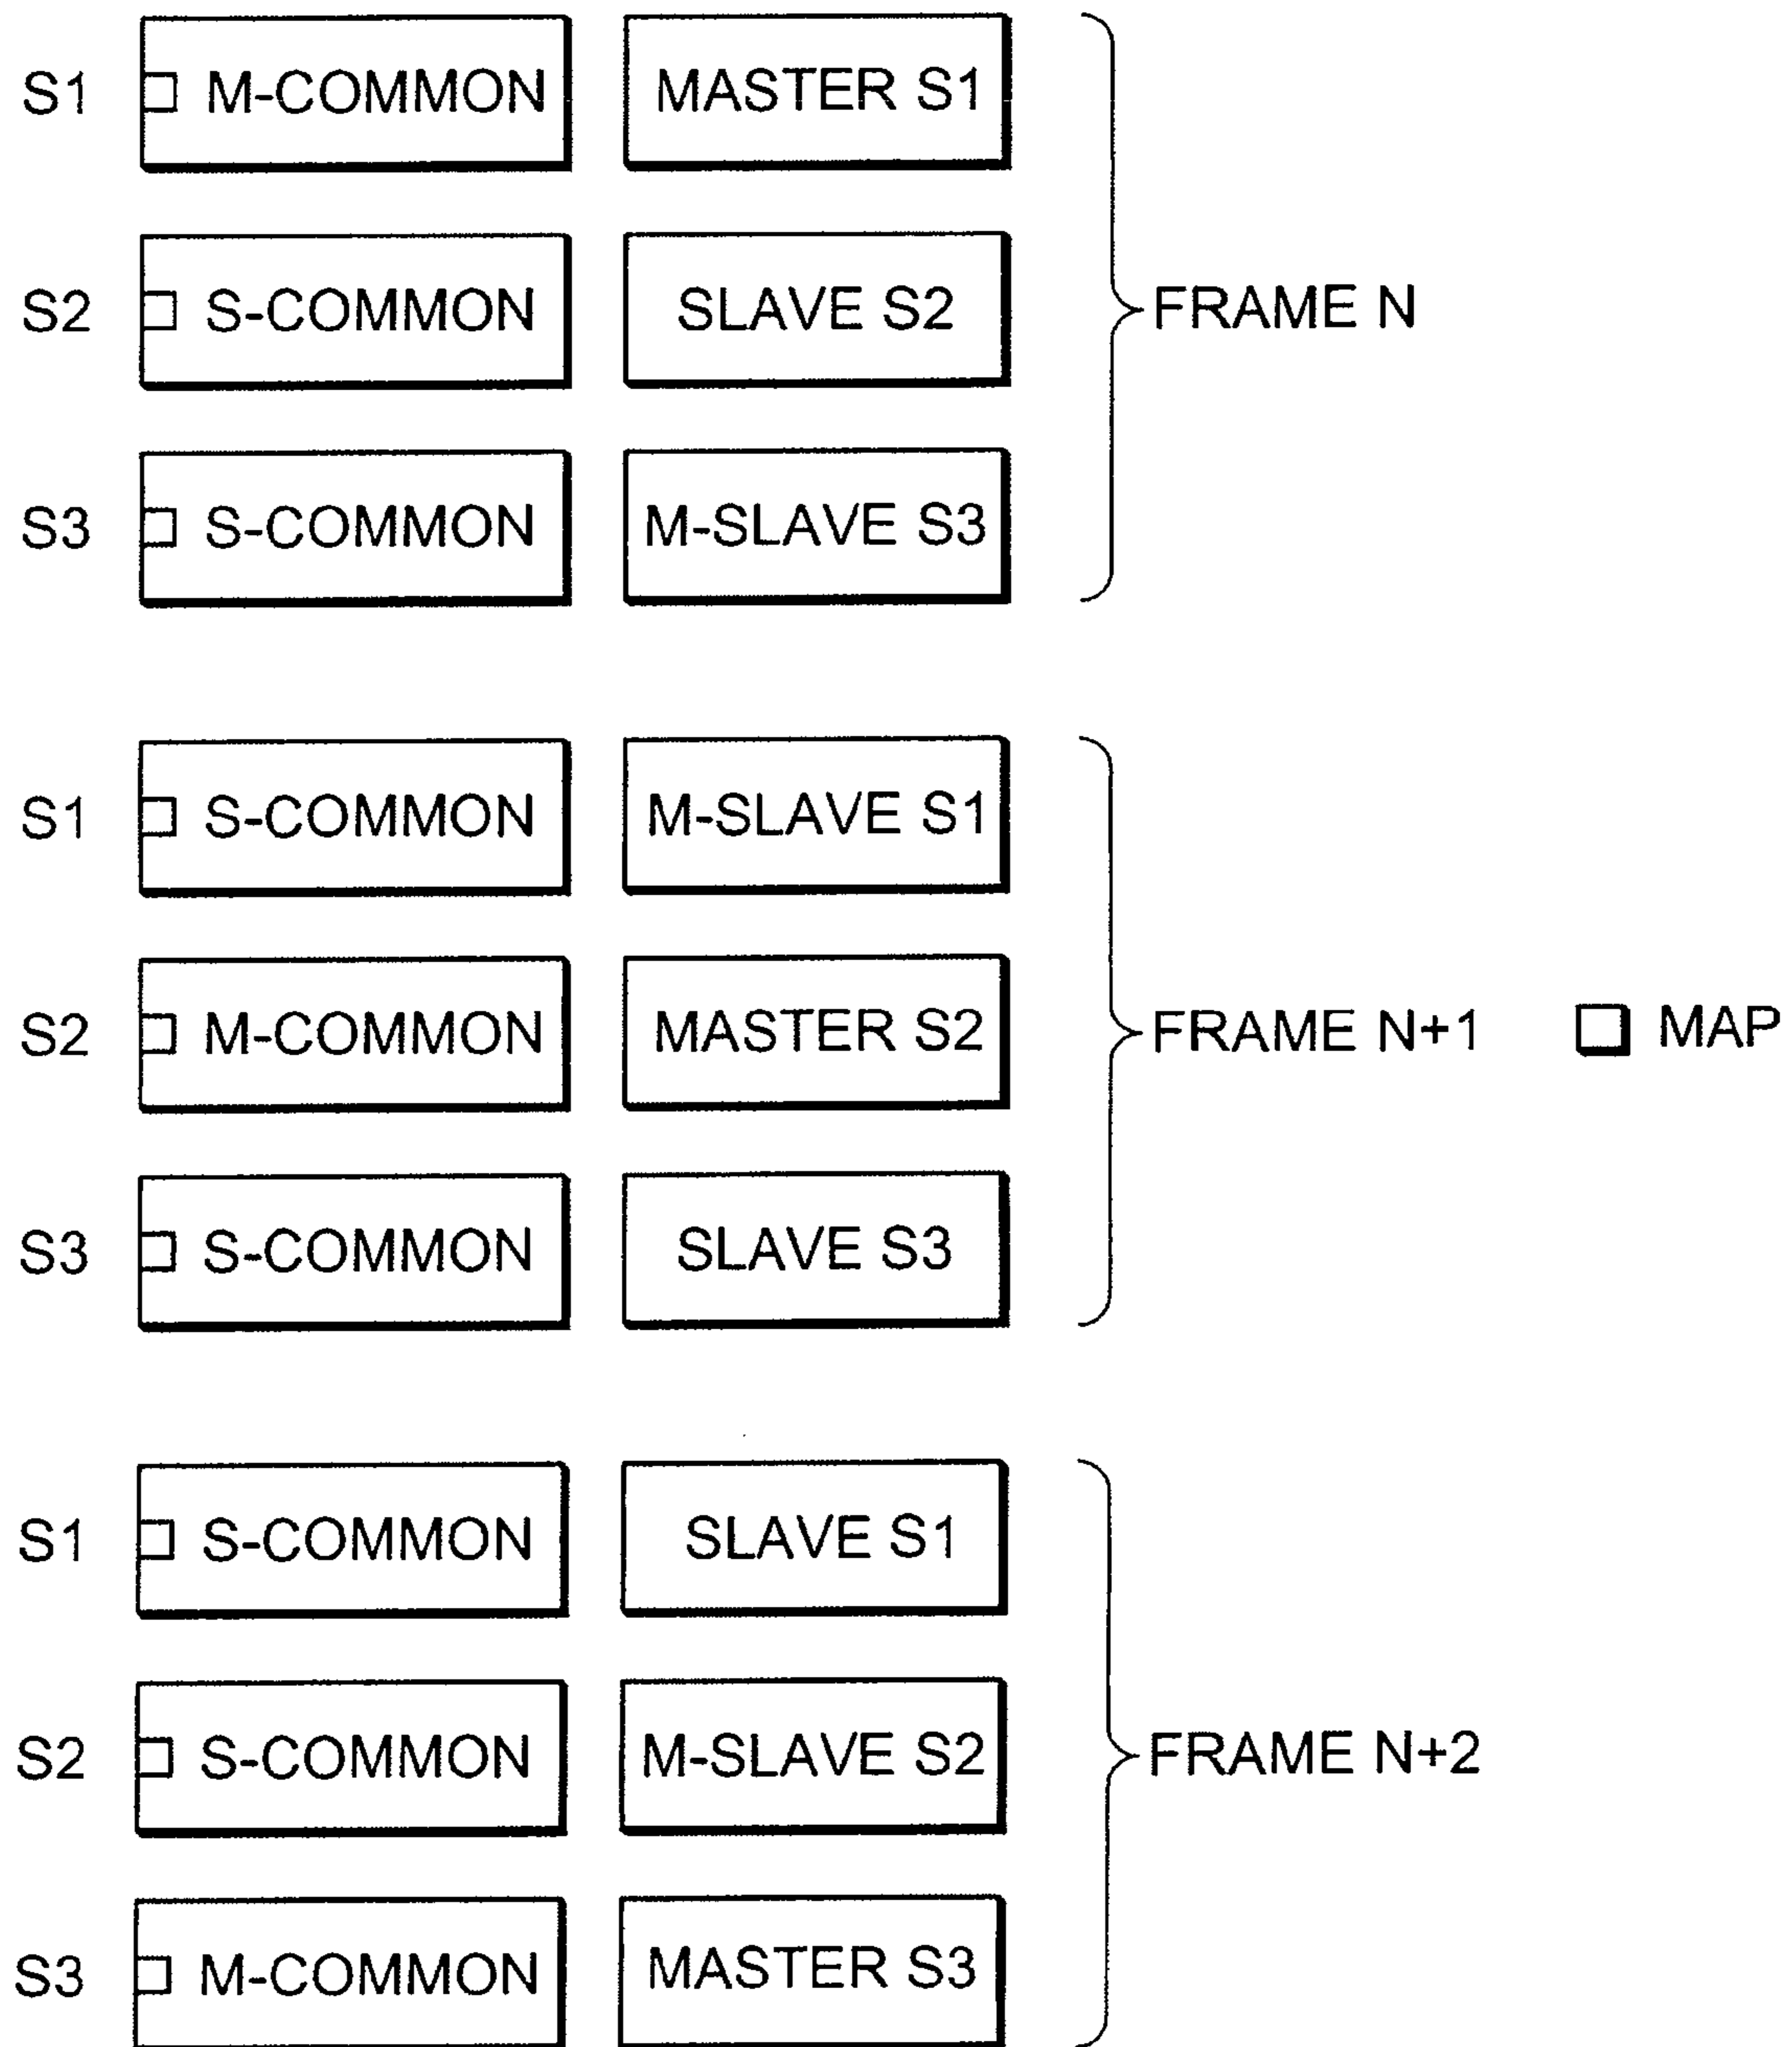 S1 M-COMMON MASTER S1
S2 S-COMMON SLAVE S2 FRAME N
S3 S-COMMON M-SLAVE S3
S1 S-COMMON M-SLAVE S1
S2 M-COMMON MASTER S2 FRAME N+1 MAP
S3 S-COMMON SLAVE S3
S1 S-COMMON SLAVE S1
S2 S-COMMON M-SLAVE S2 FRAME N+2
S3 M-COMMON MASTER S3